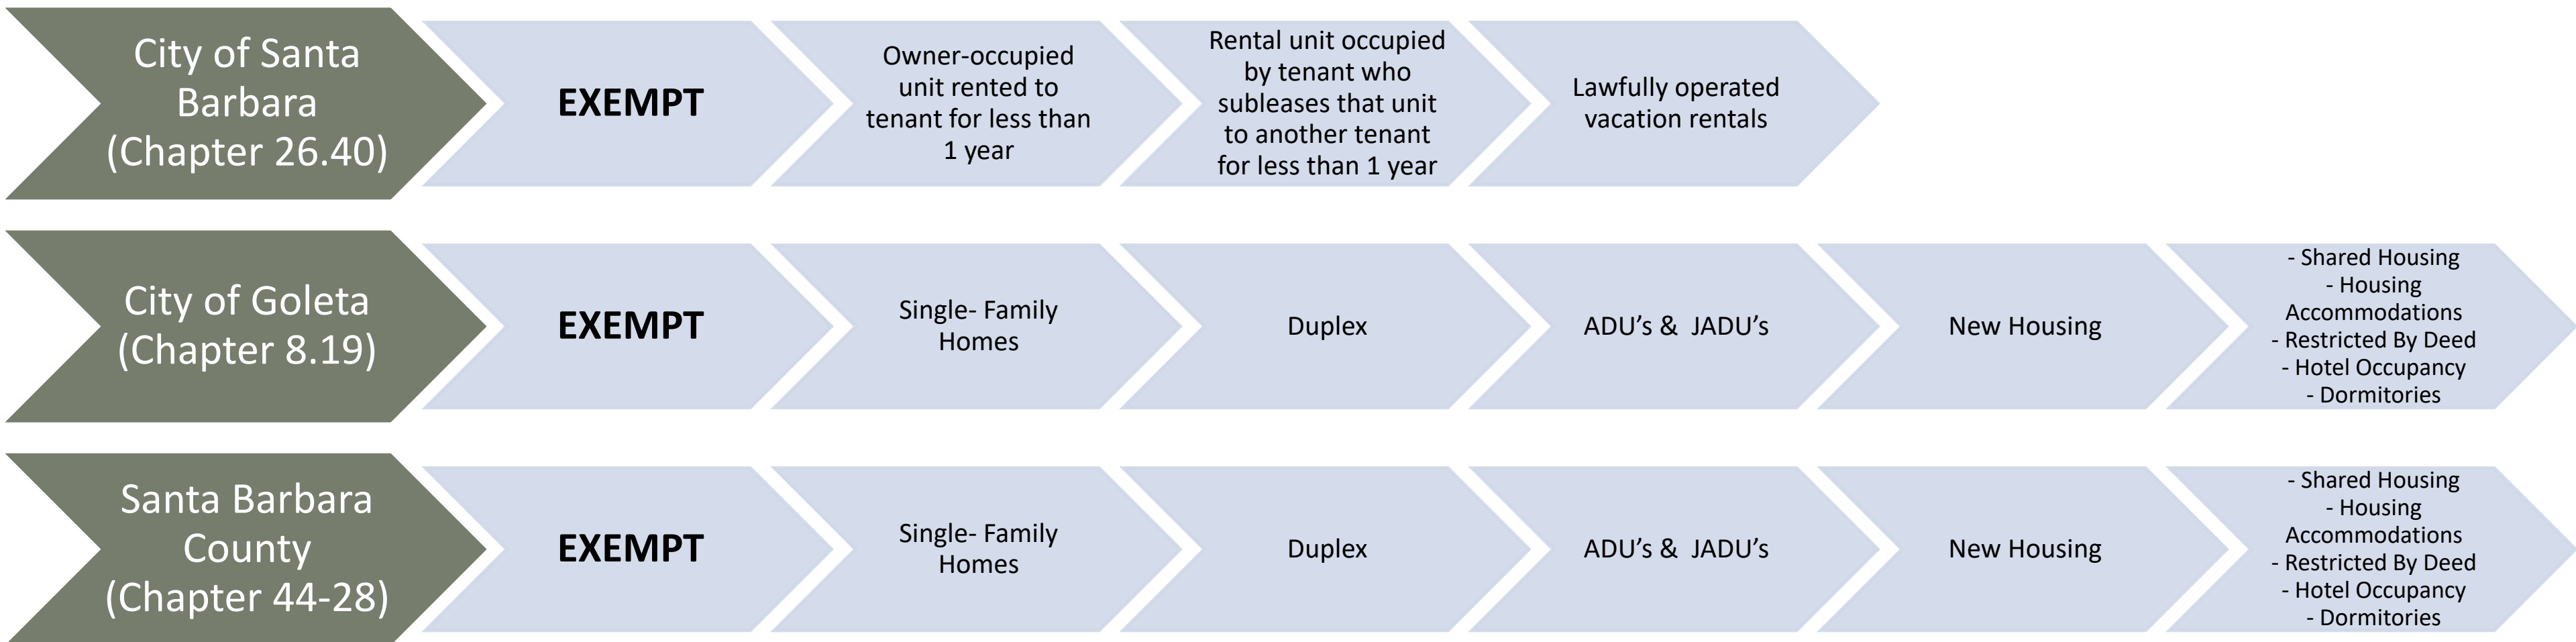 City of Santa
Barbara
(Chapter 26.40)
EXEMPT
Owner-occupied
unit rented to
tenant for less than
1 year
Rental unit occupied
by tenant who
subleases that unit
to another tenant
for less than 1 year
Lawfully operated
vacation rentals
City of Goleta
(Chapter 8.19)
EXEMPT
Single- Family
Homes
Duplex
ADU’s & JADU’s
New Housing
- Shared Housing
- Housing
Accommodations
- Restricted By Deed
- Hotel Occupancy
- Dormitories
Santa Barbara
County
(Chapter 44-28)
EXEMPT
Single- Family
Homes
Duplex
ADU’s & JADU’s
New Housing
- Shared Housing
- Housing
Accommodations
- Restricted By Deed
- Hotel Occupancy
- Dormitories